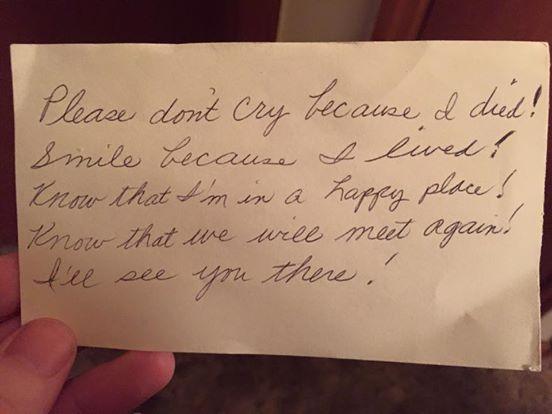 Please don't cry because I died!
Smile because I lived!
Know that I'm in a happy place!
Know that we will meet again!
I'll see you there!